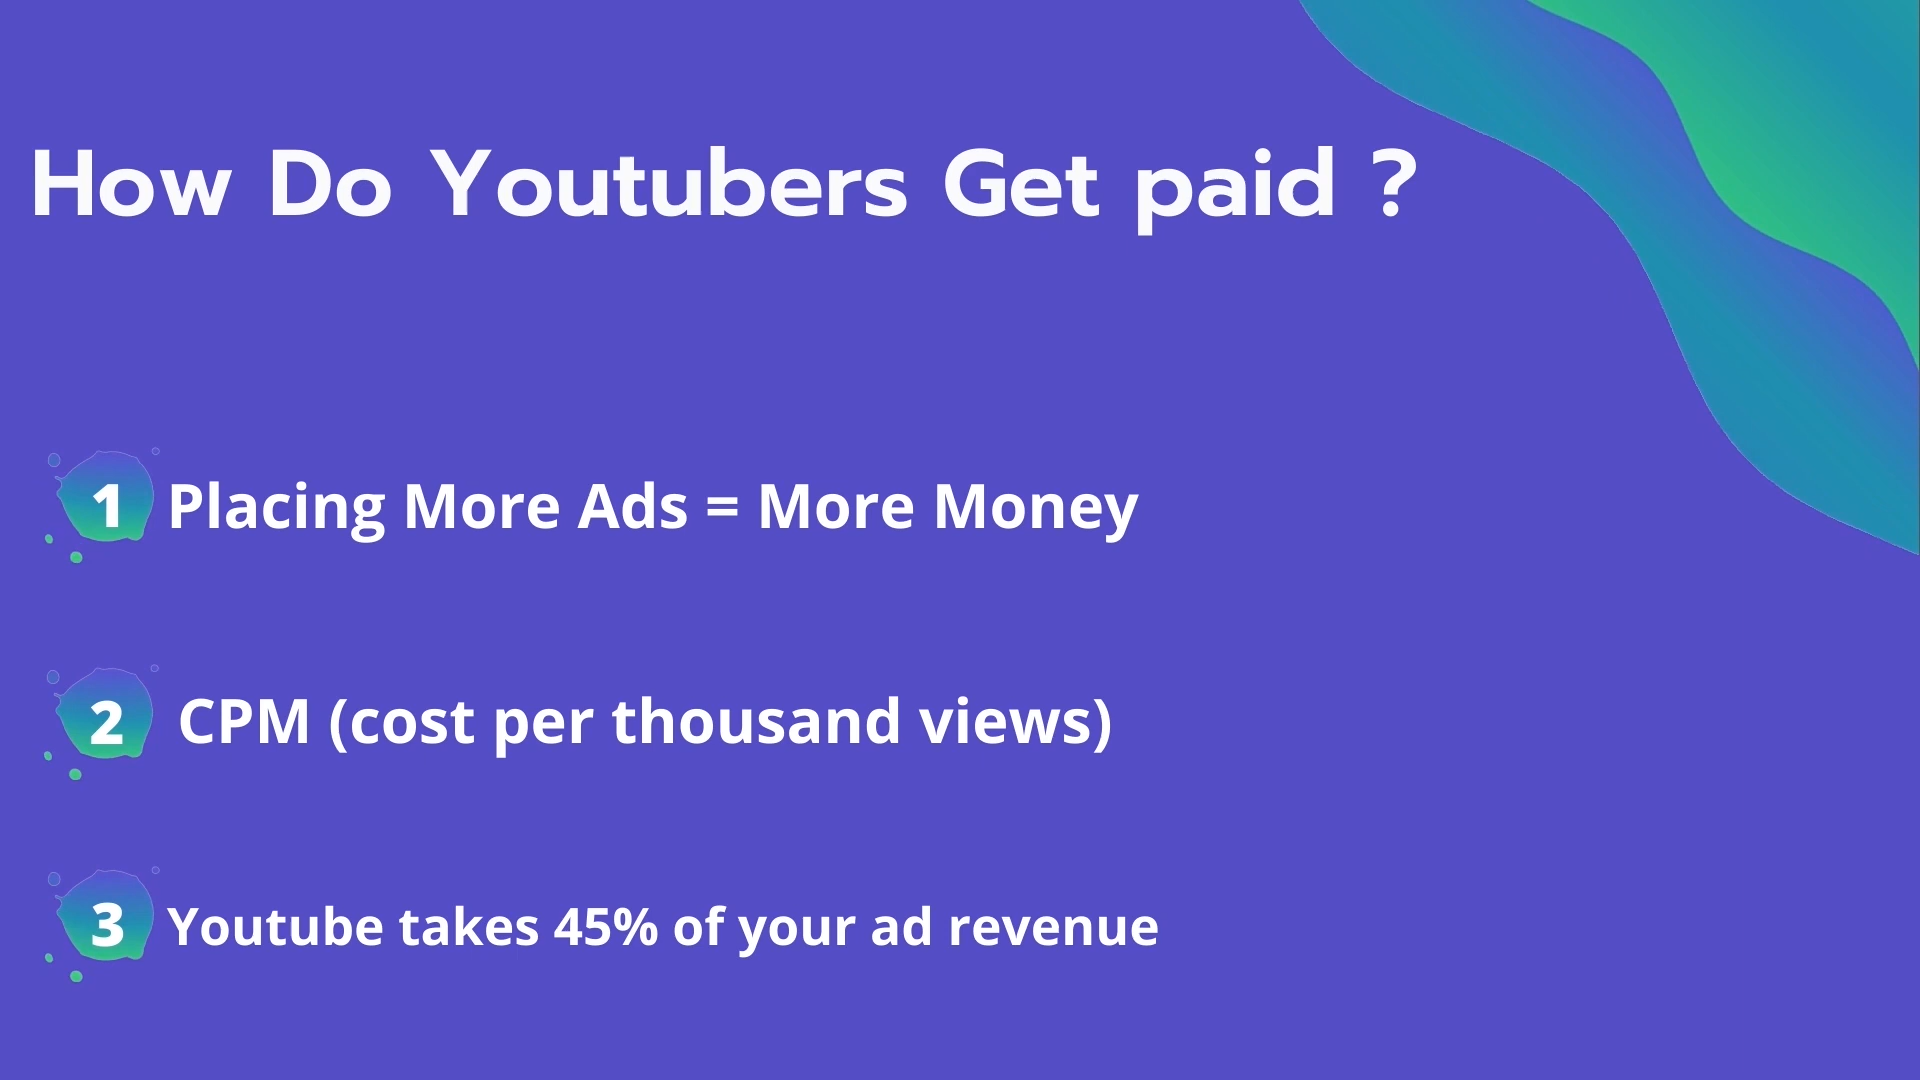 How Do Youtubers Get paid ?
1 Placing More Ads = More Money
2 CPM (cost per thousand views)
3 Youtube takes 45% of your ad revenue